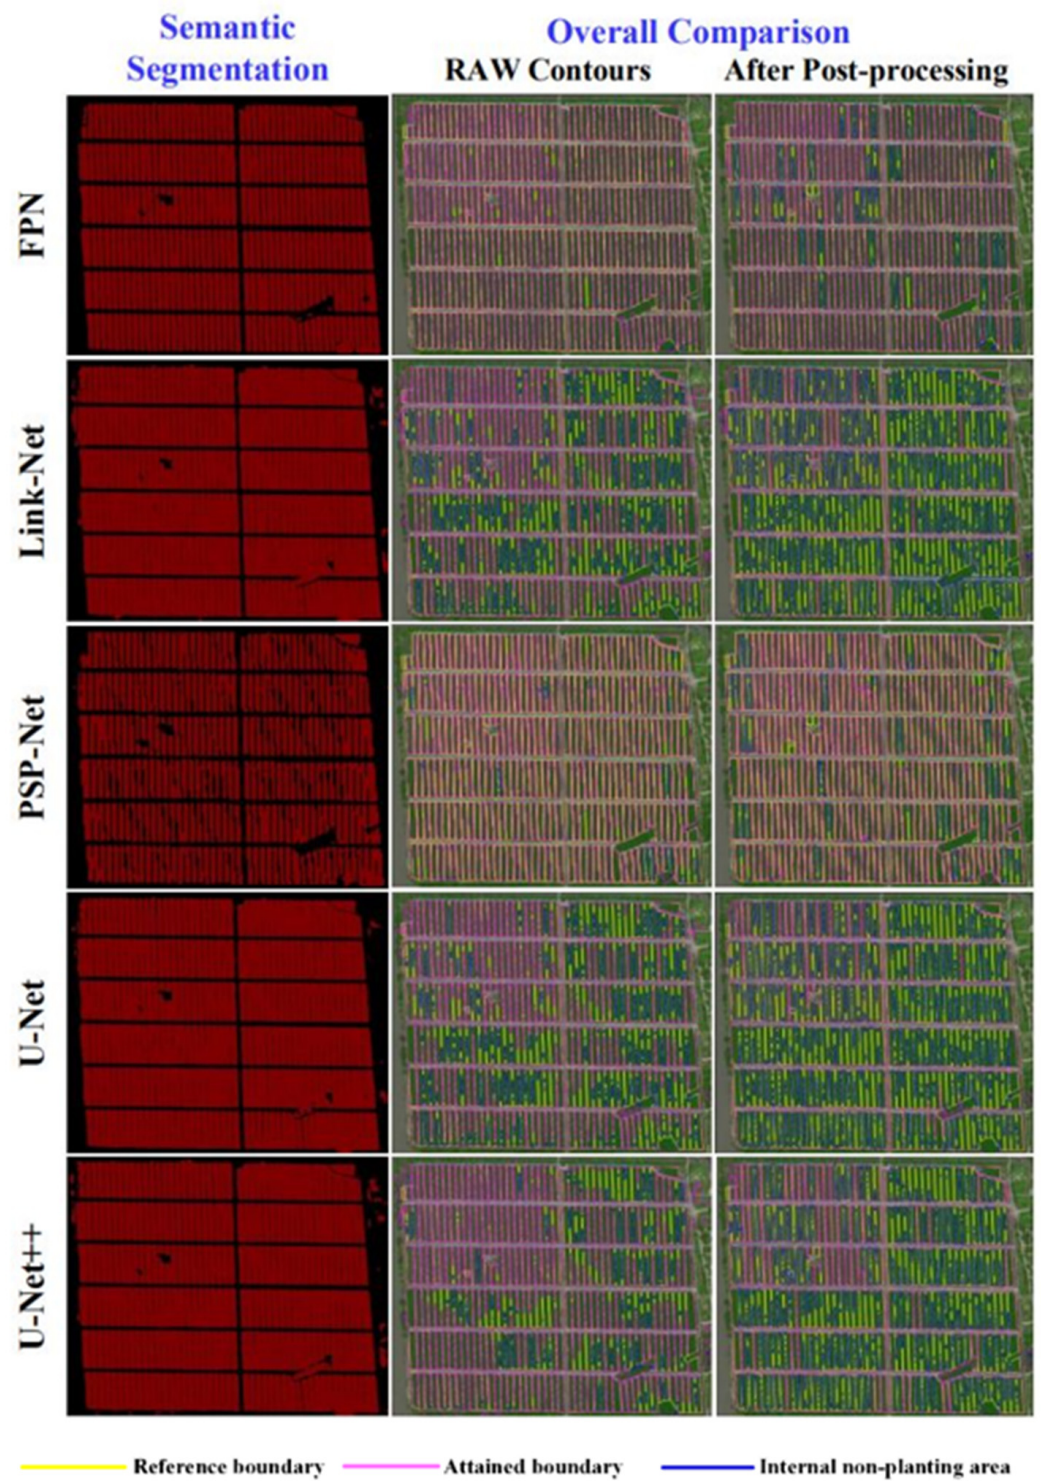 Semantic
Segmentation
Overall Comparison
RAW Contours
After Post-processing
FPN
Link-Net
PSP-Net
U-Net
U-Net++
Reference boundary
Attained boundary
Internal non-planting area